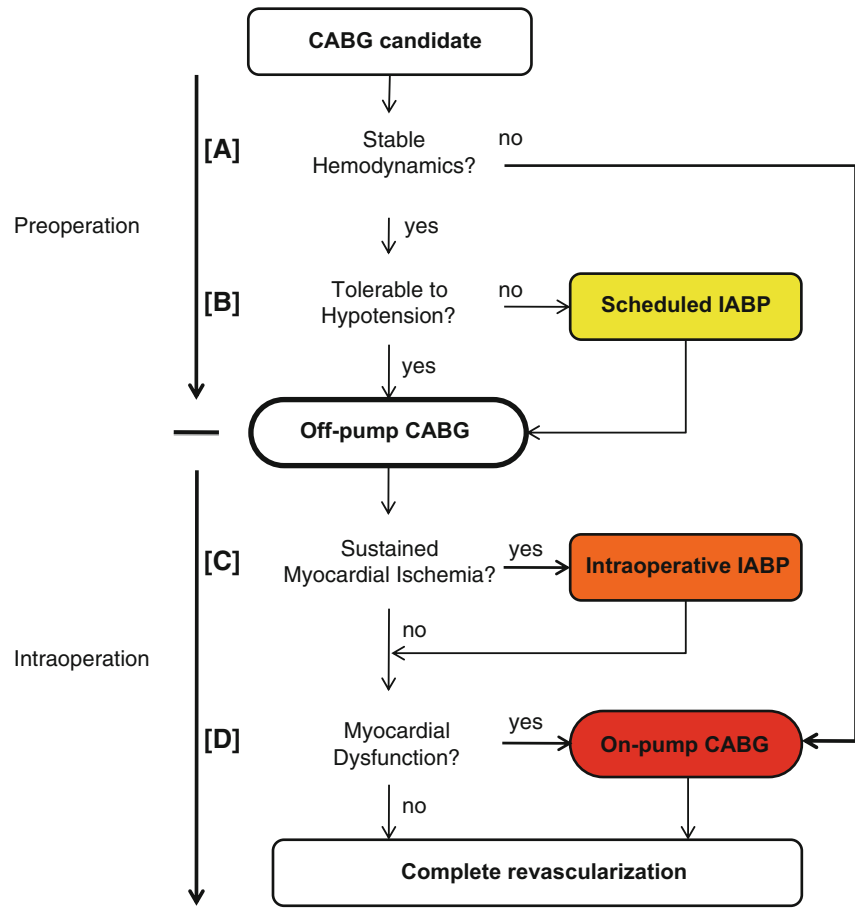 CABG candidate
[A]
Stable
Hemodynamics?
no
Preoperation
yes
[B]
Tolerable to
Hypotension?
no
Scheduled IABP
yes
Off-pump CABG
[C]
Sustained
Myocardial Ischemia?
yes
Intraoperative IABP
no
Intraoperation
[D]
Myocardial
Dysfunction?
yes
On-pump CABG
no
Complete revascularization